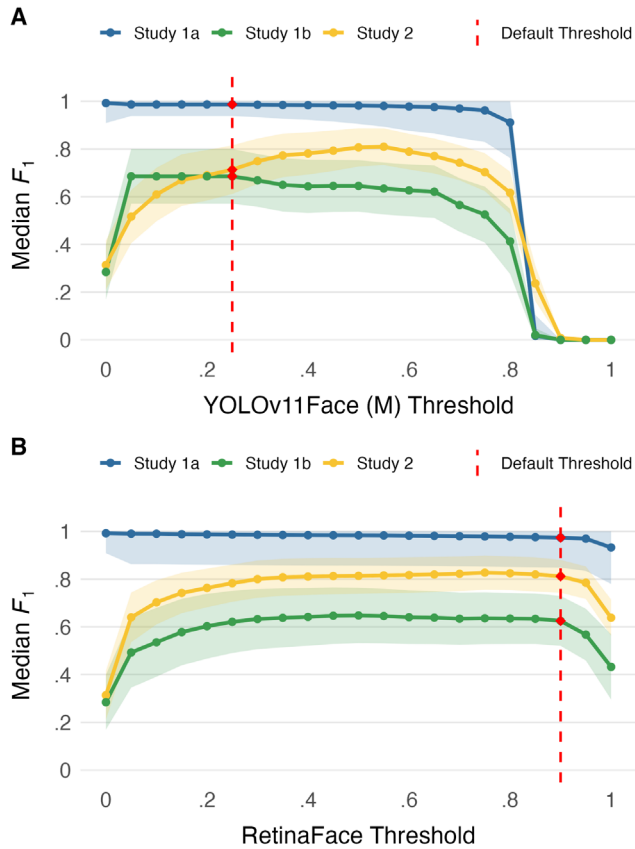 A
Study 1a Study 1b Study 2 Default Threshold
Median F1
1
.8
.6
.4
.2
0
0 .2 .4 .6 .8 1
YOLOv11Face (M) Threshold
B
Study 1a Study 1b Study 2 Default Threshold
Median F1
1
.8
.6
.4
.2
0
0 .2 .4 .6 .8 1
RetinaFace Threshold